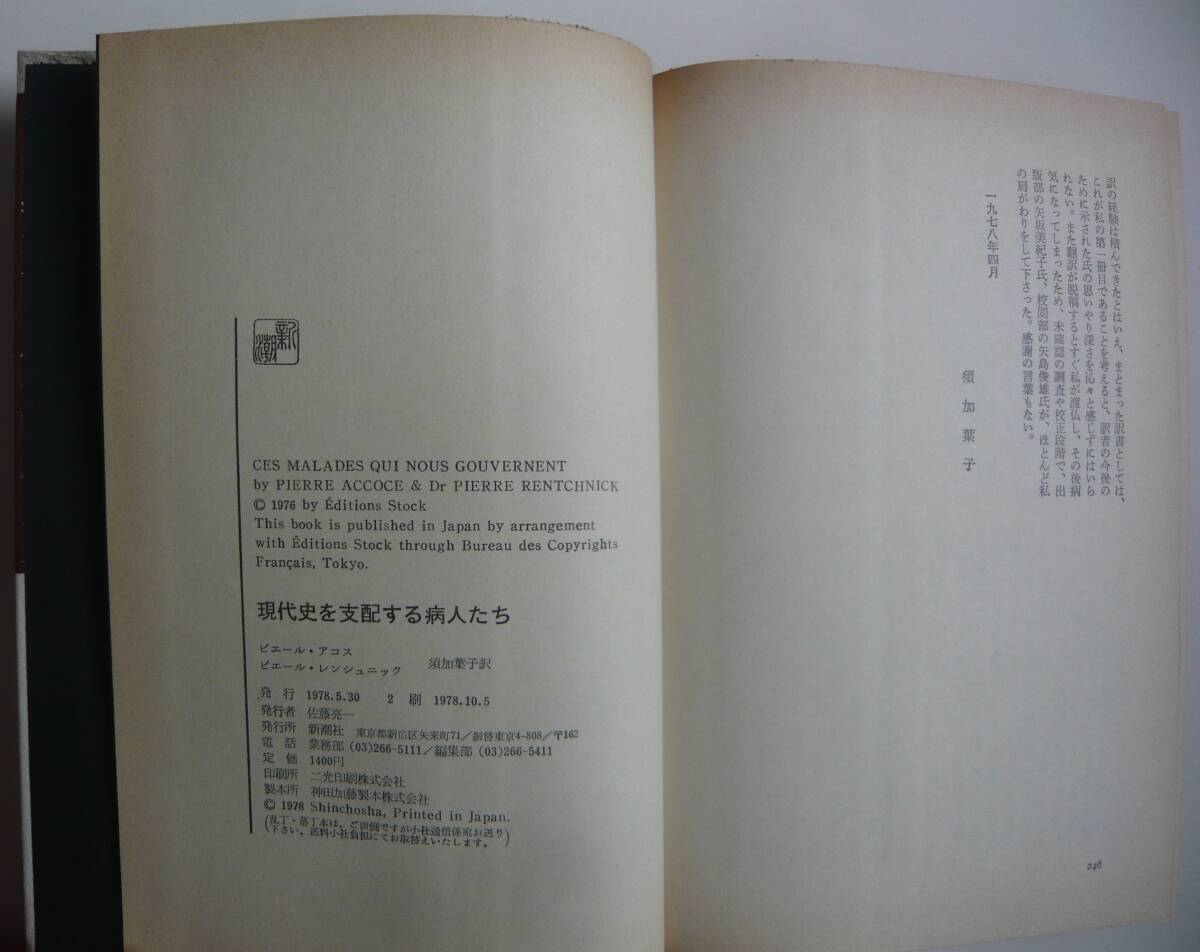 訳の経験は積んできたとはいえ、まとまった訳書としては、
これが私の第一冊目であることを考えると、訳者の今後の
ために示された氏の思いやり深さを沁々と感じずにはいら
れない。また翻訳が脱稿するとすぐ私が渡仏し、その後病
気になってしまったため、未確認の調査や校正段階で、出
版部の矢坂美紀子氏、校閲部の矢島俊雄氏が、ほとんど私
の肩がわりをして下さった。感謝の言葉もない。
一九七八年四月
須加葉子
246
新潮
CES MALADES QUI NOUS GOUVERNENT
by PIERRE ACCOCE & Dr PIERRE RENTCHNICK
© 1976 by Éditions Stock
This book is published in Japan by arrangement
with Éditions Stock through Bureau des Copyrights
Français, Tokyo.
現代史を支配する病人たち
ピエール・アコス
ピエール・レンシュニック 須加葉子訳
発行 1978.5.30 2刷 1978.10.5
発行者 佐藤亮一
発行所 新潮社 東京都新宿区矢来町71/振替東京4-808/〒162
電話 業務部(03)266-5111/編集部(03)266-5411
定価 1400円
印刷所 二光印刷株式会社
製本所 神田加藤製本株式会社
© 1978 Shinchosha, Printed in Japan.
(乱丁・落丁本は、ご面倒ですが小社通信係宛お送り
下さい。送料小社負担にてお取替えいたします。)